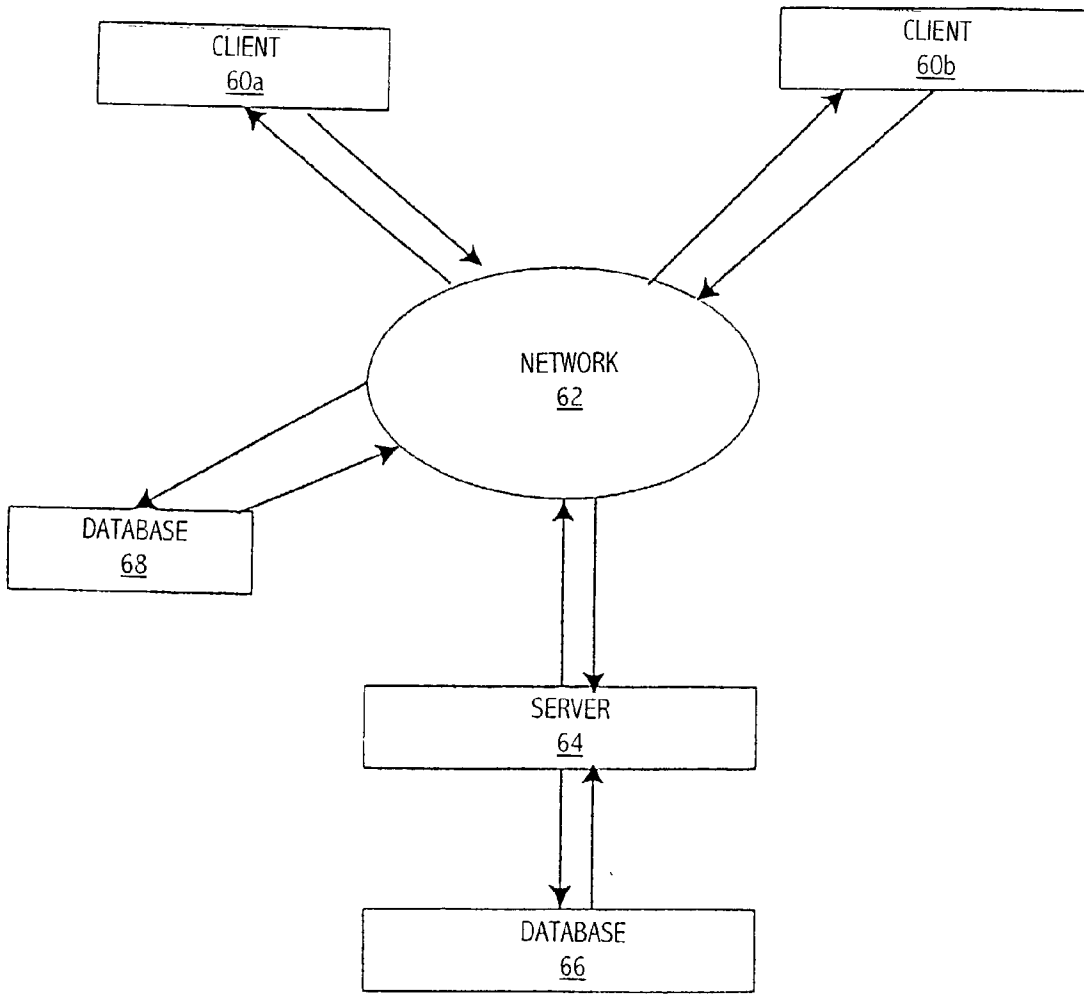 CLIENT
60a
CLIENT
60b
NETWORK
62
DATABASE
68
SERVER
64
DATABASE
66